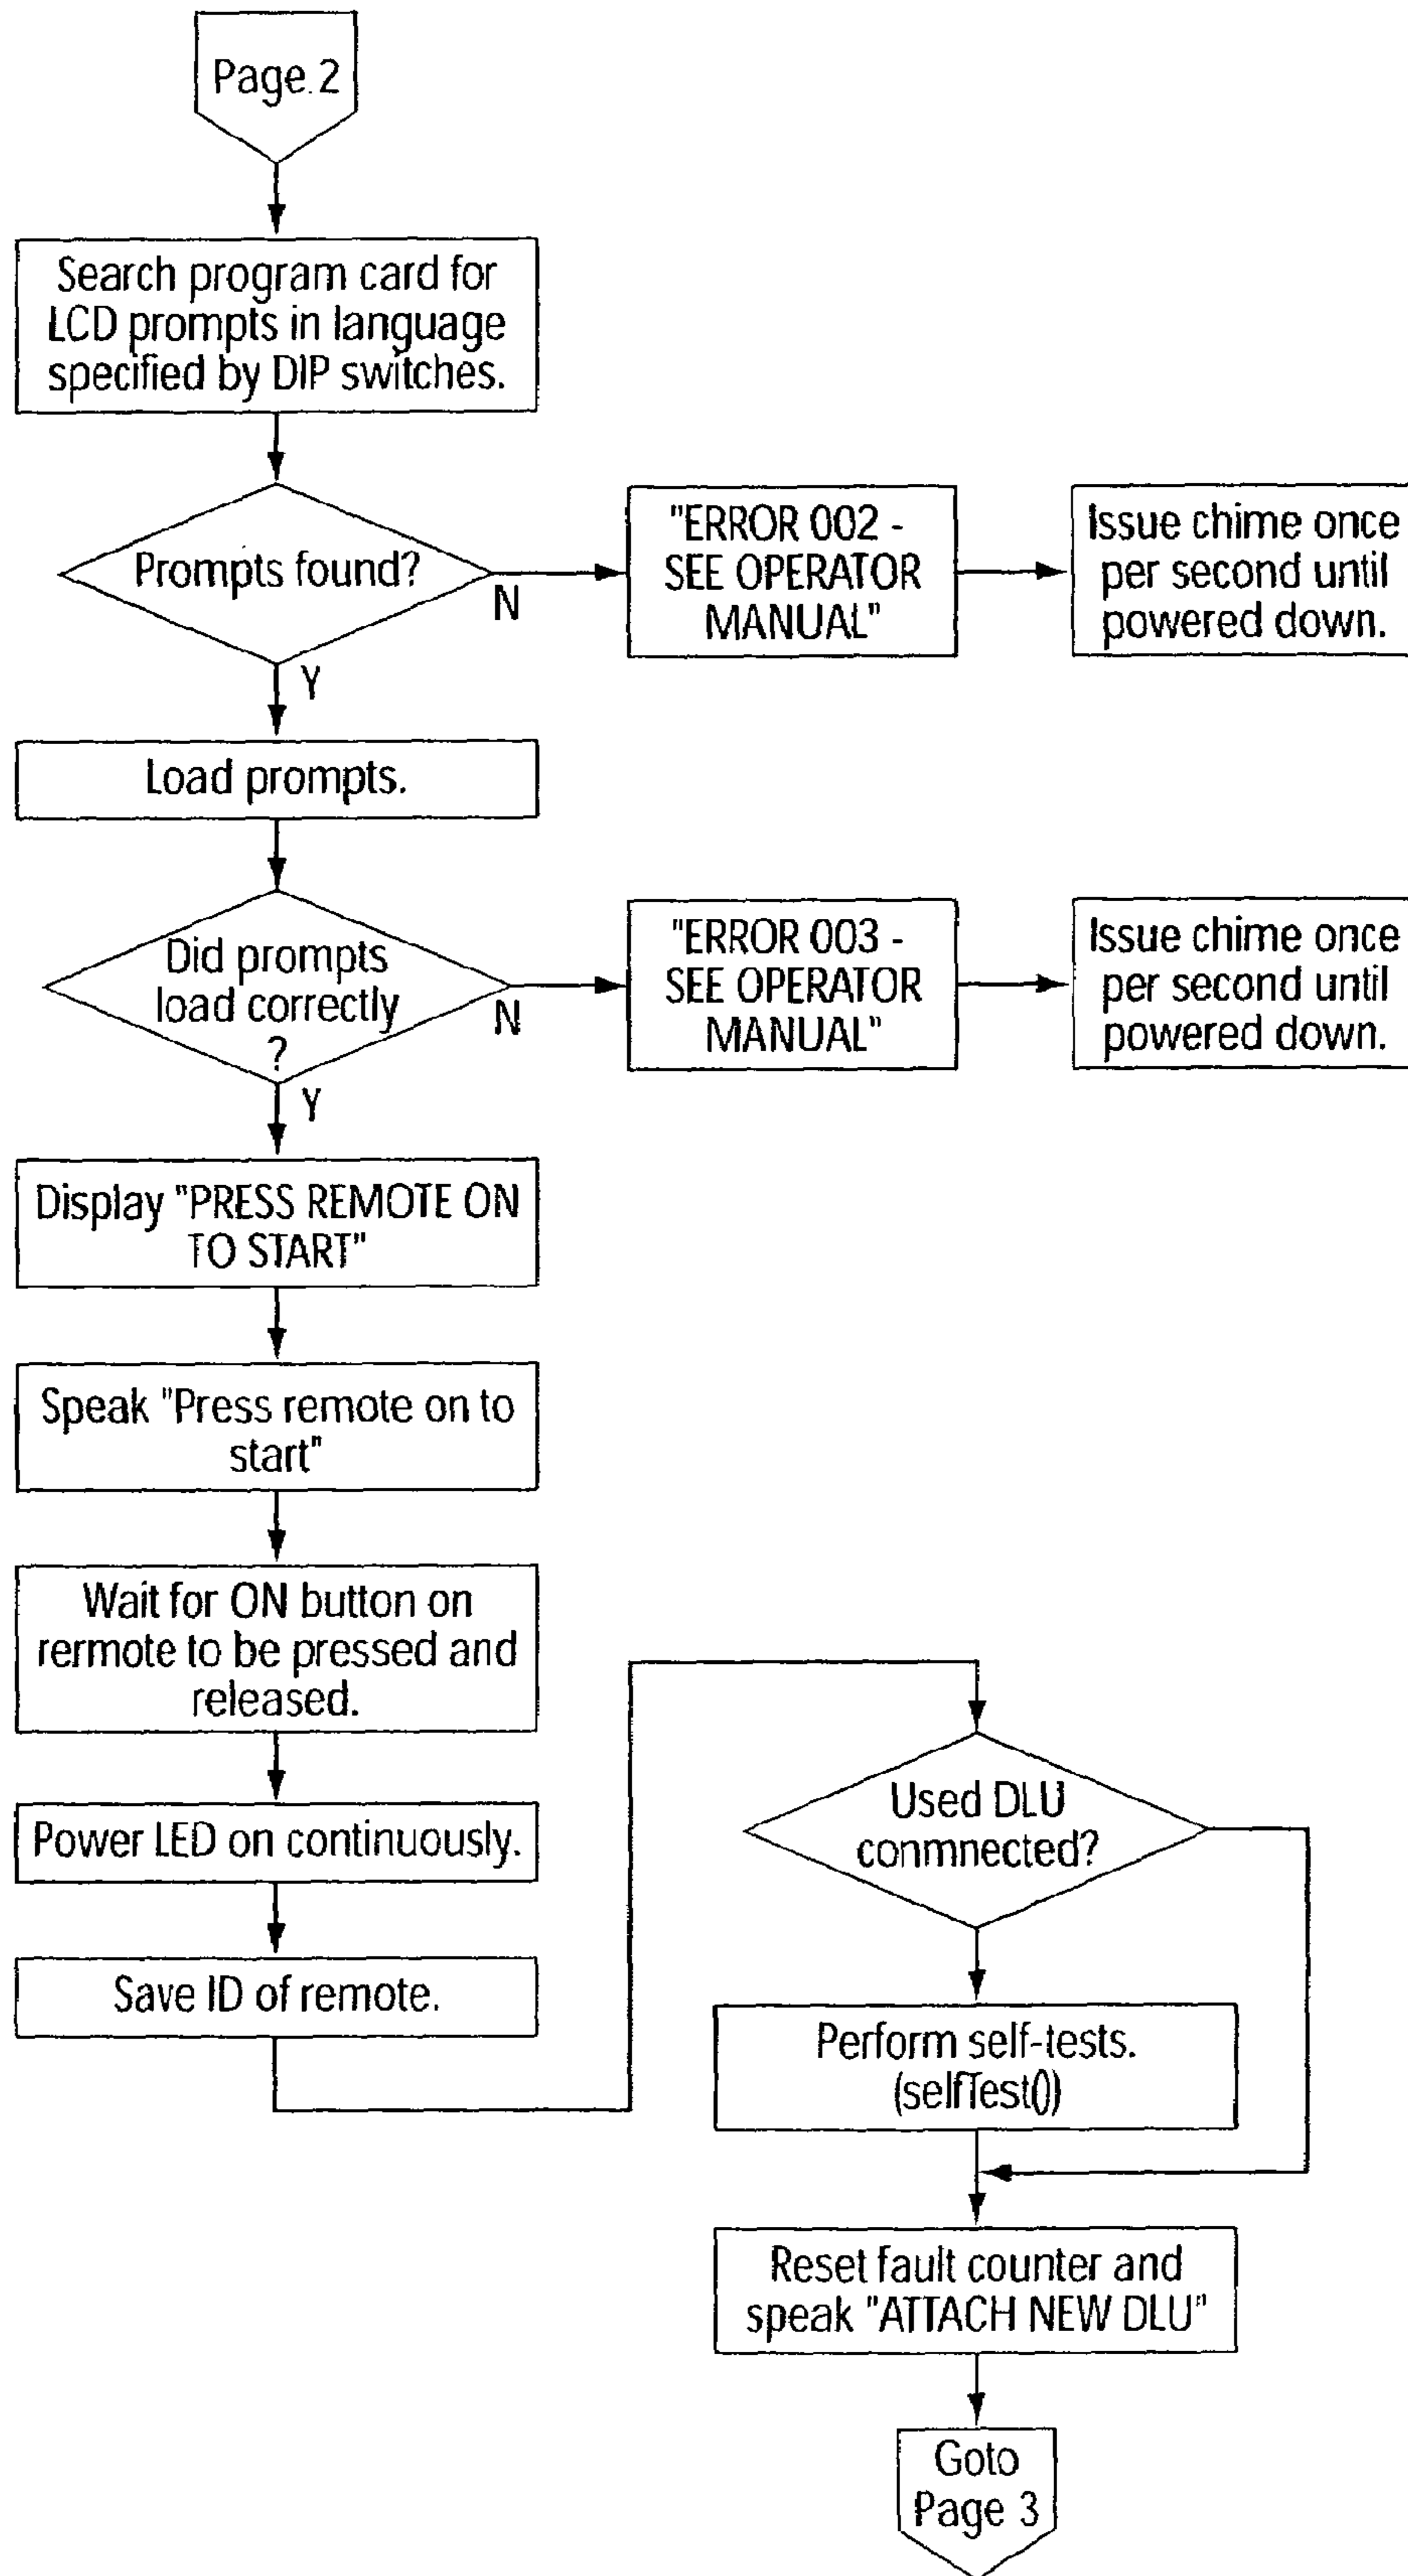 Page 2
Search program card for
LCD prompts in language
specified by DIP switches.
Prompts found?
N
"ERROR 002 -
SEE OPERATOR
MANUAL"
Issue chime once
per second until
powered down.
Y
Load prompts.
Did prompts
load correctly
?
N
"ERROR 003 -
SEE OPERATOR
MANUAL"
Issue chime once
per second until
powered down.
Y
Display "PRESS REMOTE ON
TO START"
Speak "Press remote on to
start"
Wait for ON button on
rermote to be pressed and
released.
Power LED on continuously.
Save ID of remote.
Used DLU
conmnected?
Perform self-tests.
(selfTest())
Reset fault counter and
speak "ATTACH NEW DLU"
Goto
Page 3